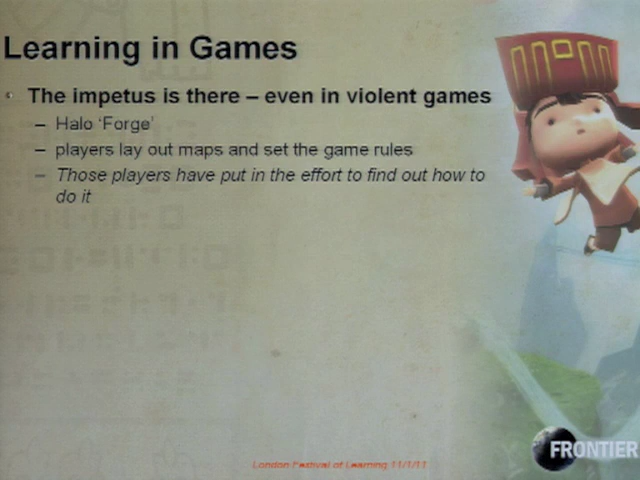 Learning in Games
• The impetus is there – even in violent games
– Halo 'Forge'
– players lay out maps and set the game rules
– Those players have put in the effort to find out how to
do it
London Festival of Learning 11/1/11
FRONTIER